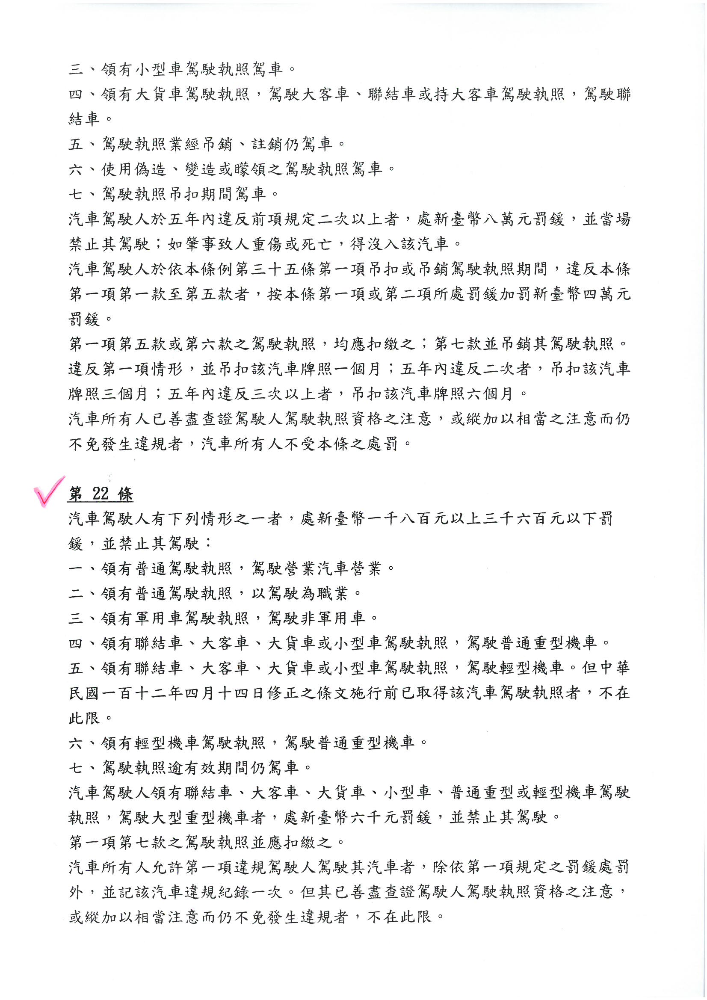 三、領有小型車駕駛執照駕車。
四、領有大貨車駕駛執照，駕駛大客車、聯結車或持大客車駕駛執照，駕駛聯
結車。
五、駕駛執照業經吊銷、註銷仍駕車。
六、使用偽造、變造或矇領之駕駛執照駕車。
七、駕駛執照吊扣期間駕車。
汽車駕駛人於五年內違反前項規定二次以上者，處新臺幣八萬元罰鍰，並當場
禁止其駕駛；如肇事致人重傷或死亡，得沒入該汽車。
汽車駕駛人於依本條例第三十五條第一項吊扣或吊銷駕駛執照期間，違反本條
第一項第一款至第五款者，按本條第一項或第二項所處罰鍰加罰新臺幣四萬元
罰鍰。
第一項第五款或第六款之駕駛執照，均應扣繳之；第七款並吊銷其駕駛執照。
違反第一項情形，並吊扣該汽車牌照一個月；五年內違反二次者，吊扣該汽車
牌照三個月；五年內違反三次以上者，吊扣該汽車牌照六個月。
汽車所有人已善盡查證駕駛人駕駛執照資格之注意，或縱加以相當之注意而仍
不免發生違規者，汽車所有人不受本條之處罰。
第 22 條
汽車駕駛人有下列情形之一者，處新臺幣一千八百元以上三千六百元以下罰
鍰，並禁止其駕駛：
一、領有普通駕駛執照，駕駛營業汽車營業。
二、領有普通駕駛執照，以駕駛為職業。
三、領有軍用車駕駛執照，駕駛非軍用車。
四、領有聯結車、大客車、大貨車或小型車駕駛執照，駕駛普通重型機車。
五、領有聯結車、大客車、大貨車或小型車駕駛執照，駕駛輕型機車。但中華
民國一百十二年四月十四日修正之條文施行前已取得該汽車駕駛執照者，不在
此限。
六、領有輕型機車駕駛執照，駕駛普通重型機車。
七、駕駛執照逾有效期間仍駕車。
汽車駕駛人領有聯結車、大客車、大貨車、小型車、普通重型或輕型機車駕駛
執照，駕駛大型重型機車者，處新臺幣六千元罰鍰，並禁止其駕駛。
第一項第七款之駕駛執照並應扣繳之。
汽車所有人允許第一項違規駕駛人駕駛其汽車者，除依第一項規定之罰鍰處罰
外，並記該汽車違規紀錄一次。但其已善盡查證駕駛人駕駛執照資格之注意，
或縱加以相當注意而仍不免發生違規者，不在此限。